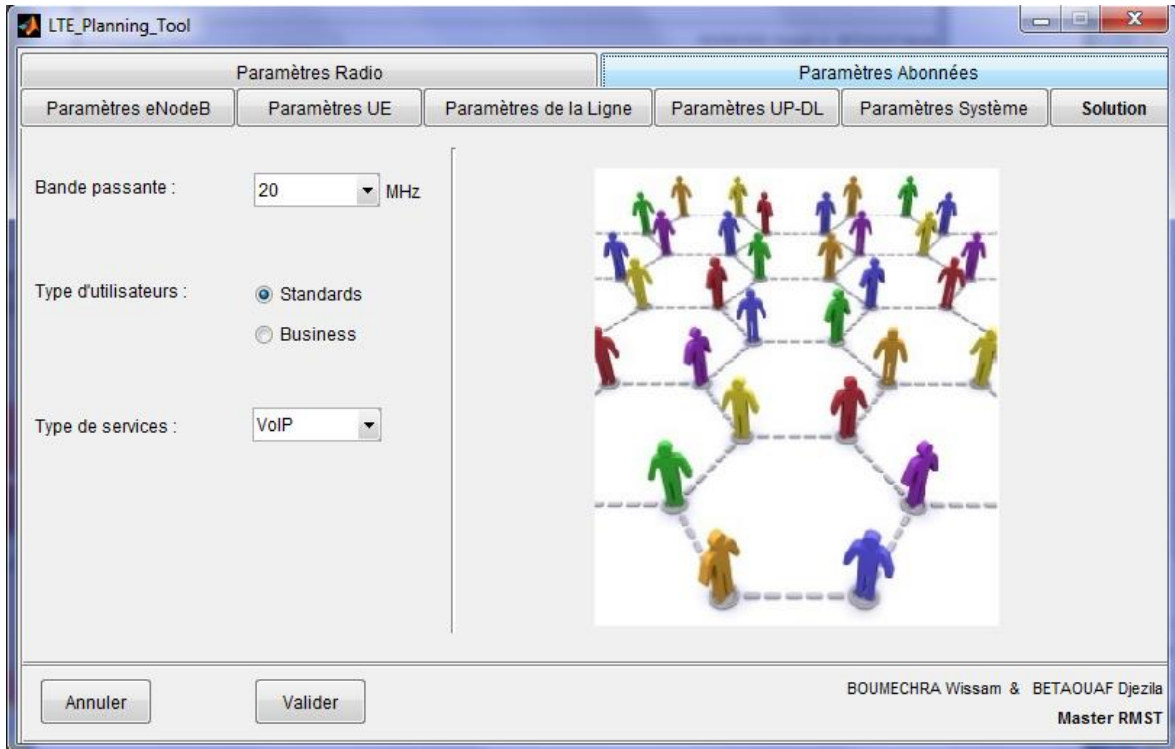 LTE_Planning_Tool
Paramètres Radio Paramètres Abonnées
Paramètres eNodeB Paramètres UE Paramètres de la Ligne Paramètres UP-DL Paramètres Système Solution
Bande passante : 20 MHz
Type d'utilisateurs : Standards
Business
Type de services : VoIP
Annuler Valider
BOUMECHRA Wissam & BETAOUAF Djezila
Master RMST